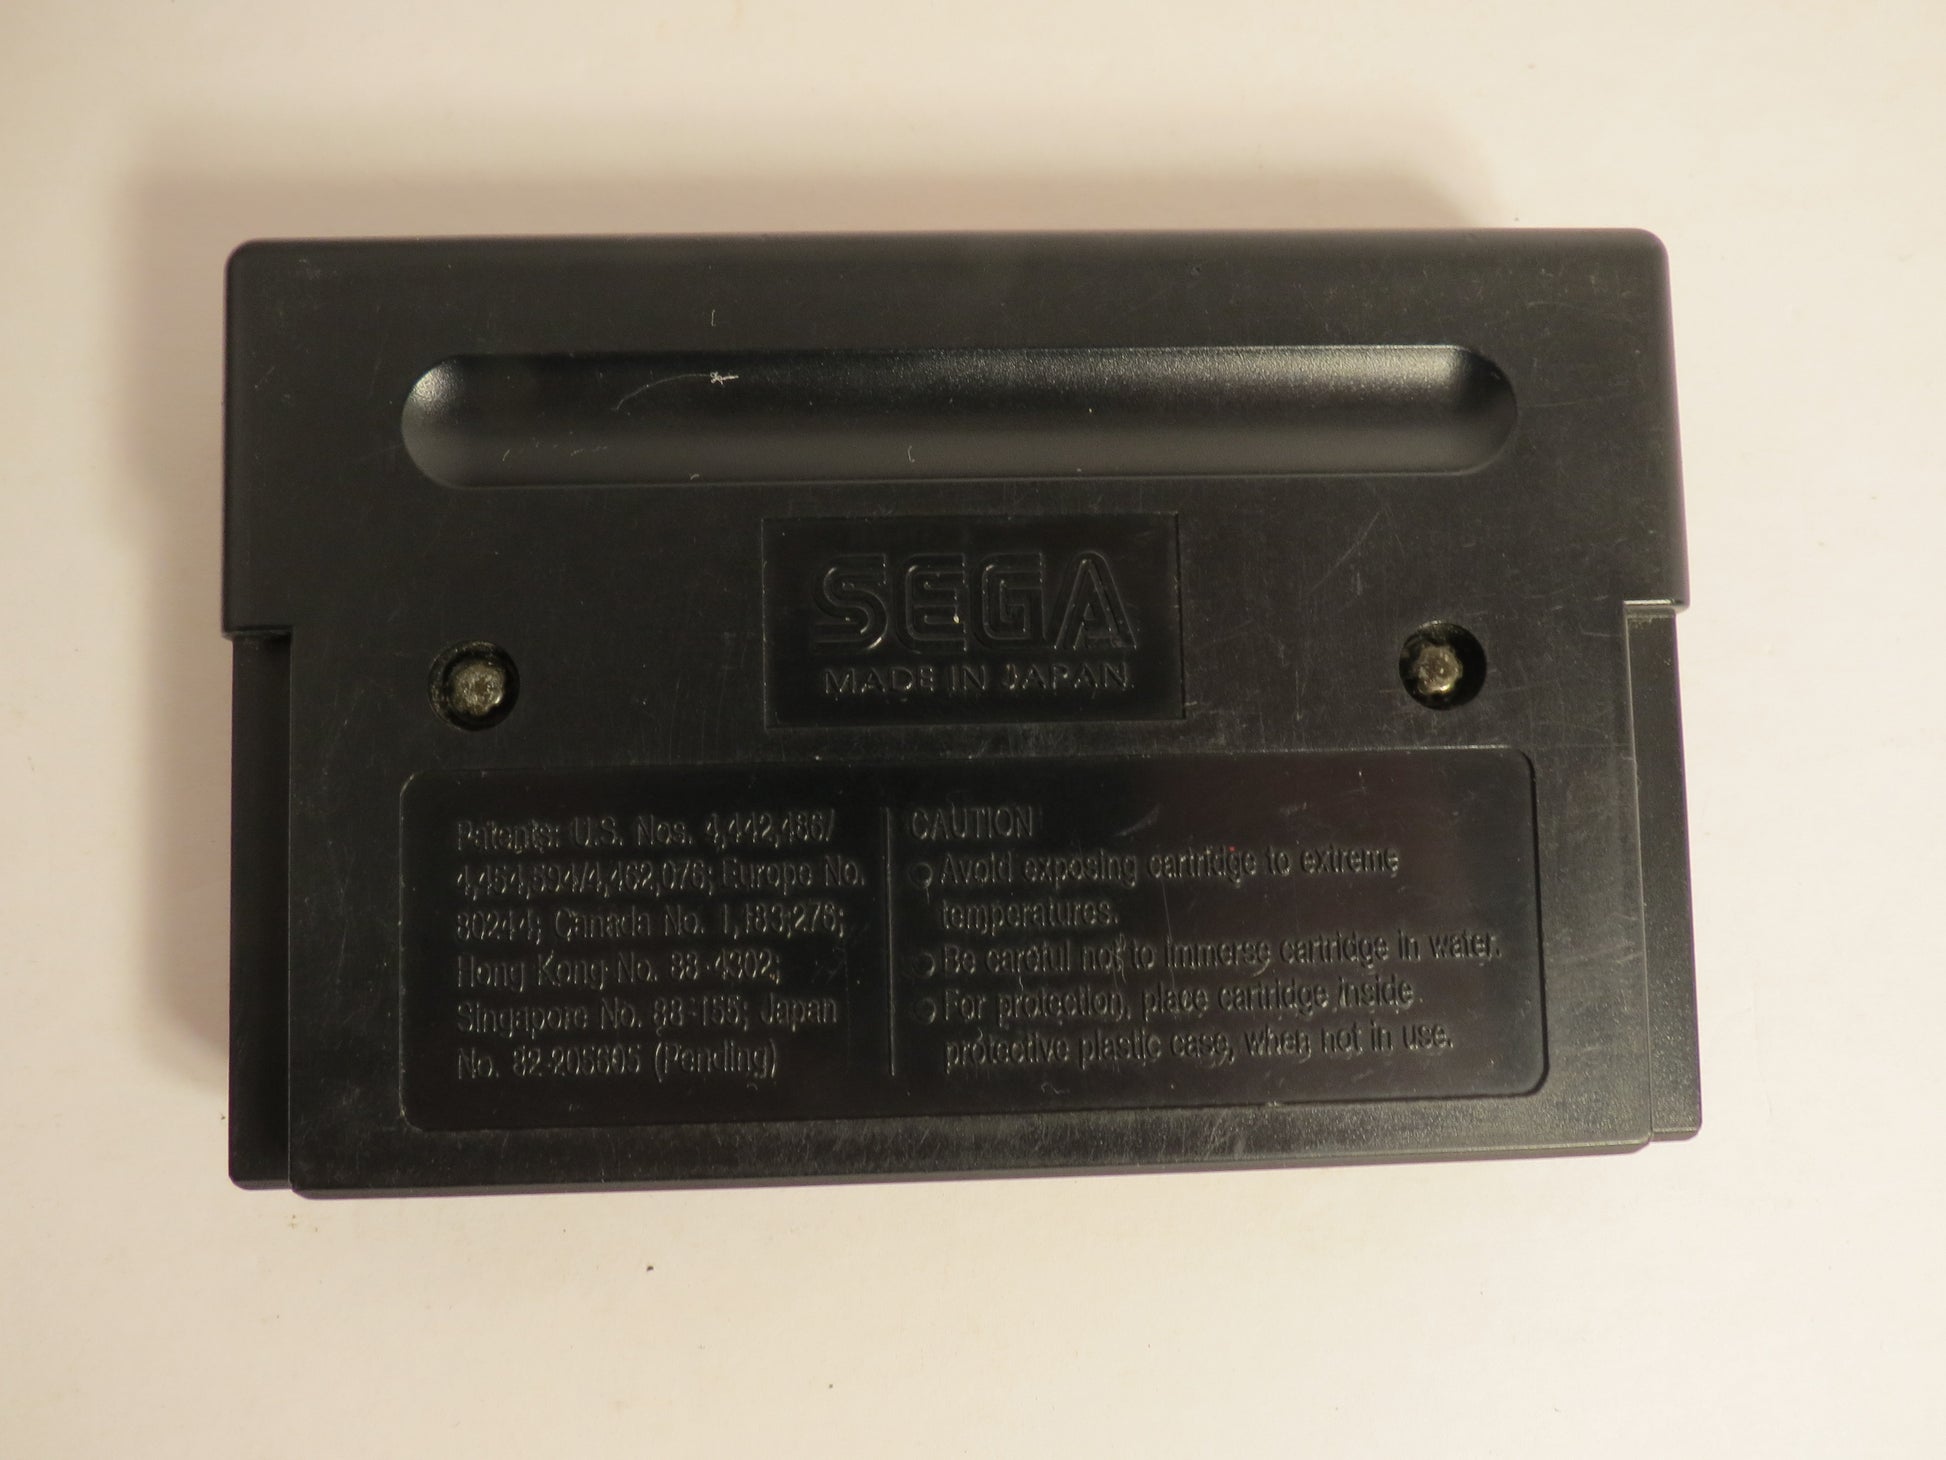 SEGA
MADE IN JAPAN
Patents: U.S. Nos. 4,442,486/
4,454,594/4,462,076; Europe No.
80244; Canada No. 1,183,276;
Hong Kong No. 88-4302;
Singapore No. 88-155; Japan
No. 82-205605 (Pending)
CAUTION
Avoid exposing cartridge to extreme
temperatures.
Be careful not to immerse cartridge in water.
For protection, place cartridge inside
protective plastic case, when not in use.